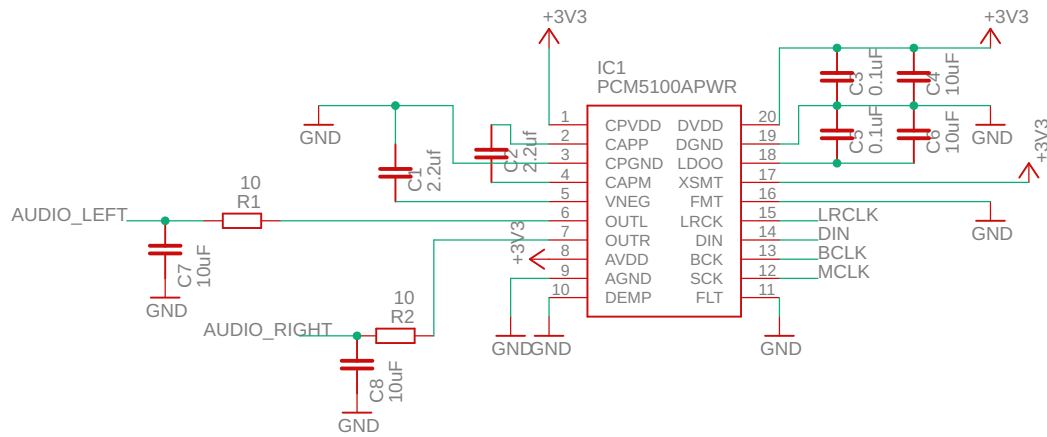 +3V3
+3V3
IC1
PCM5100APWR
C3
0.1uF
C4
10uF
GND
1 CPVDD DVDD 20
2 CAPP DGND 19
3 CPGND LDOO 18
4 CAPM XSMT 17
5 VNEG FMT 16
6 OUTL LRCK 15
7 OUTR DIN 14
8 AVDD BCK 13
9 AGND SCK 12
10 DEMP FLT 11
C5
0.1uF
C6
10uF
GND
+3V3
C2
2.2uf
C1
2.2uf
10
R1
AUDIO_LEFT
LRCLK
DIN
BCLK
MCLK
GND
+3V3
C7
10uF
GND
10
R2
AUDIO_RIGHT
GND
GND
GND
C8
10uF
GND